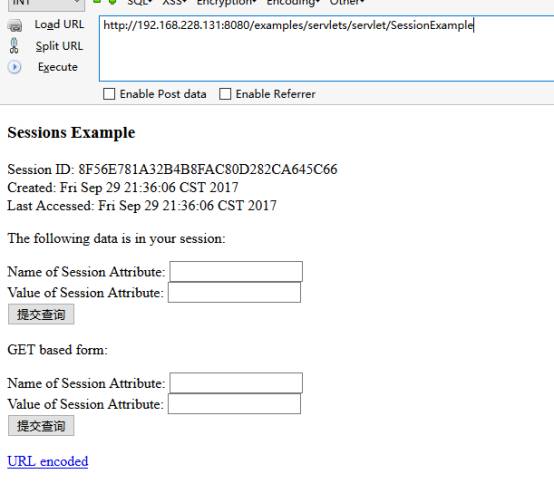 INT SQL▾ XSS▾ Encryption▾ Encoding▾ Other▾
Load URL http://192.168.228.131:8080/examples/servlets/servlet/SessionExample
Split URL
Execute
Enable Post data Enable Referrer
Sessions Example
Session ID: 8F56E781A32B4B8FAC80D282CA645C66
Created: Fri Sep 29 21:36:06 CST 2017
Last Accessed: Fri Sep 29 21:36:06 CST 2017
The following data is in your session:
Name of Session Attribute:
Value of Session Attribute:
提交查询
GET based form:
Name of Session Attribute:
Value of Session Attribute:
提交查询
URL encoded